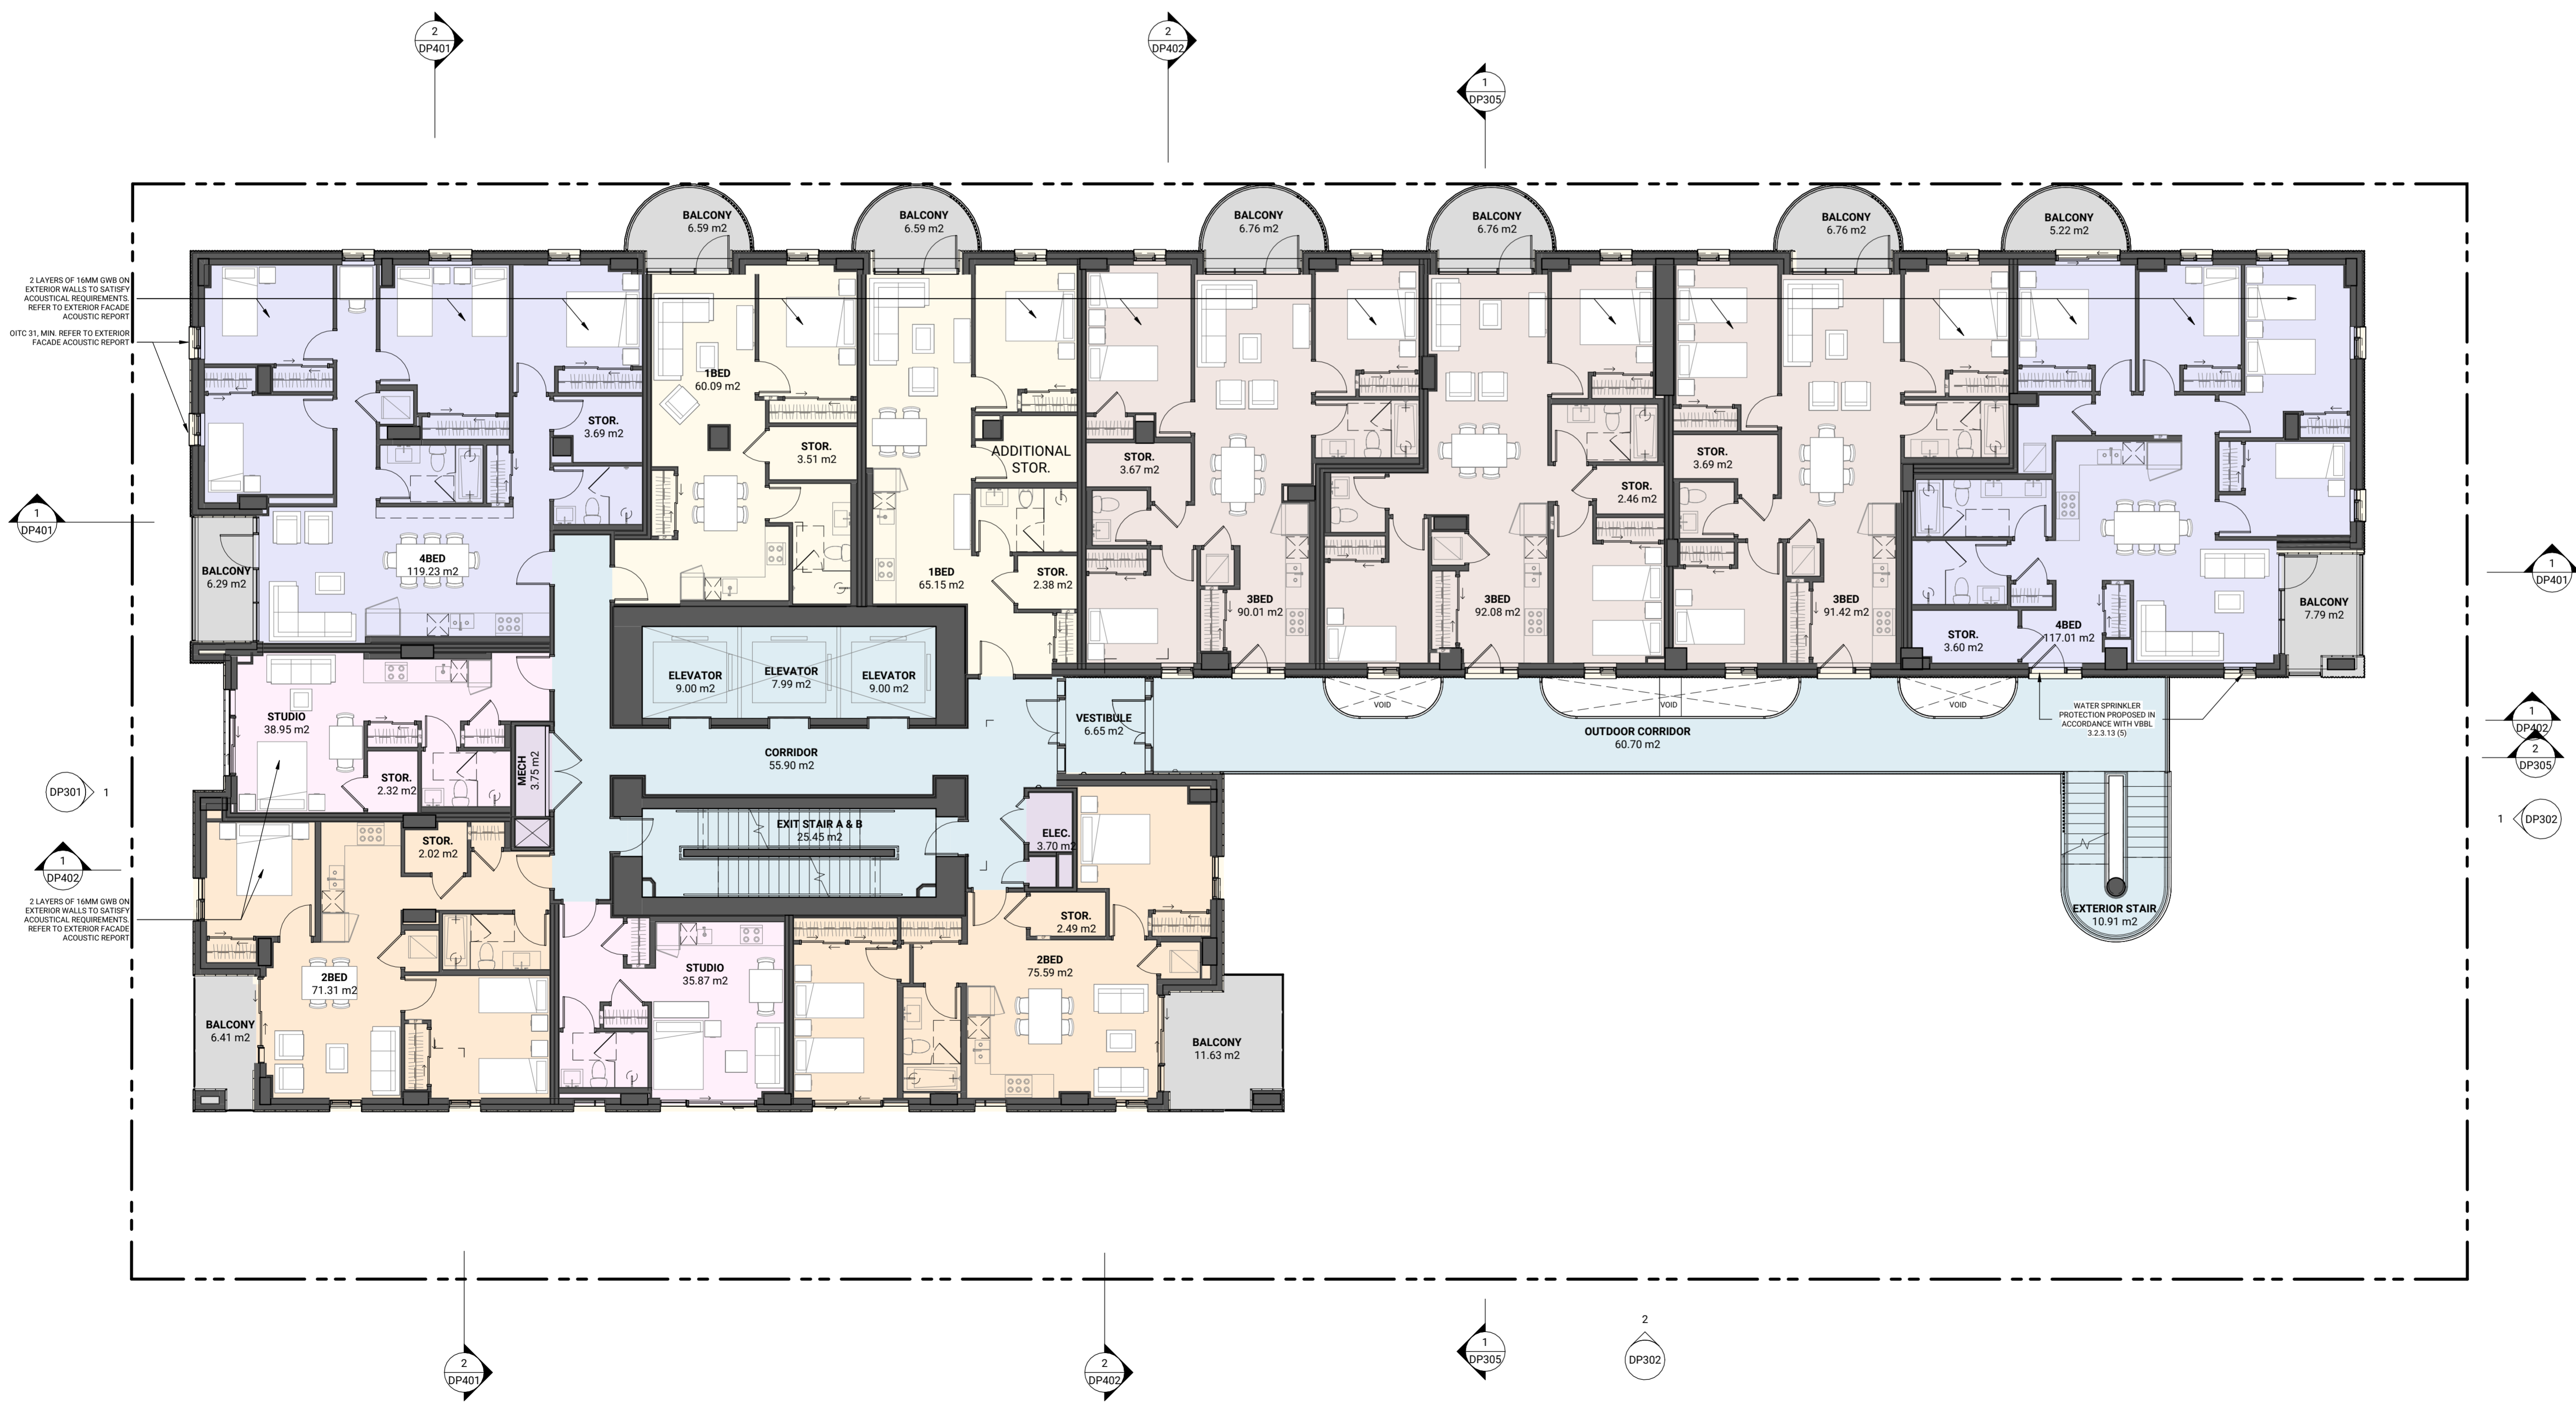 2
DP401
2
DP402
1
DP305
BALCONY
6.59 m2
BALCONY
6.59 m2
BALCONY
6.76 m2
BALCONY
6.76 m2
BALCONY
6.76 m2
BALCONY
5.22 m2
2 LAYERS OF 16MM GWB ON
EXTERIOR WALLS TO SATISFY
ACOUSTICAL REQUIREMENTS.
REFER TO EXTERIOR FACADE
ACOUSTIC REPORT
OITC 31, MIN. REFER TO EXTERIOR
FACADE ACOUSTIC REPORT
1BED
60.09 m2
STOR.
3.69 m2
STOR.
3.51 m2
ADDITIONAL
STOR.
STOR.
3.67 m2
STOR.
2.46 m2
STOR.
3.69 m2
1
DP401
BALCONY
6.29 m2
4BED
119.23 m2
1BED
65.15 m2
STOR.
2.38 m2
3BED
90.01 m2
3BED
92.08 m2
3BED
91.42 m2
STOR.
3.60 m2
4BED
117.01 m2
BALCONY
7.79 m2
1
DP401
ELEVATOR
9.00 m2
ELEVATOR
7.99 m2
ELEVATOR
9.00 m2
STUDIO
38.95 m2
STOR.
2.32 m2
MECH
3.75 m2
CORRIDOR
55.90 m2
VESTIBULE
6.65 m2
VOID
VOID
VOID
OUTDOOR CORRIDOR
60.70 m2
WATER SPRINKLER
PROTECTION PROPOSED IN
ACCORDANCE WITH VBBL
3.2.3.13 (5)
1
DP402
2
DP305
DP301
1
1
DP302
EXIT STAIR A & B
25.45 m2
ELEC.
3.70 m2
STOR.
2.02 m2
1
DP402
2 LAYERS OF 16MM GWB ON
EXTERIOR WALLS TO SATISFY
ACOUSTICAL REQUIREMENTS.
REFER TO EXTERIOR FACADE
ACOUSTIC REPORT
STOR.
2.49 m2
EXTERIOR STAIR
10.91 m2
2BED
71.31 m2
STUDIO
35.87 m2
2BED
75.59 m2
BALCONY
6.41 m2
BALCONY
11.63 m2
2
DP401
2
DP402
1
DP305
2
DP302